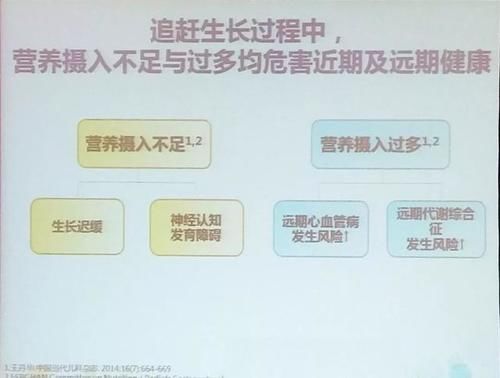 追赶生长过程中，
营养摄入不足与过多均危害近期及远期健康
营养摄入不足1,2
营养摄入过多1,2
生长迟缓
神经认知
发育障碍
远期心血管病
发生风险↑
远期代谢综合
征
发生风险↑
1.王丹华.中国当代儿科杂志. 2014;16(7):664-669